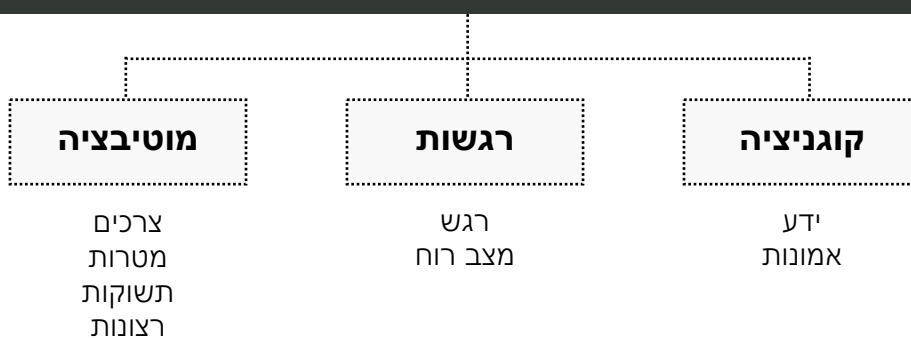 קוגניציה
ידע
אמונות
רגשות
רגש
מצב רוח
מוטיבציה
צרכים
מטרות
תשוקות
רצונות